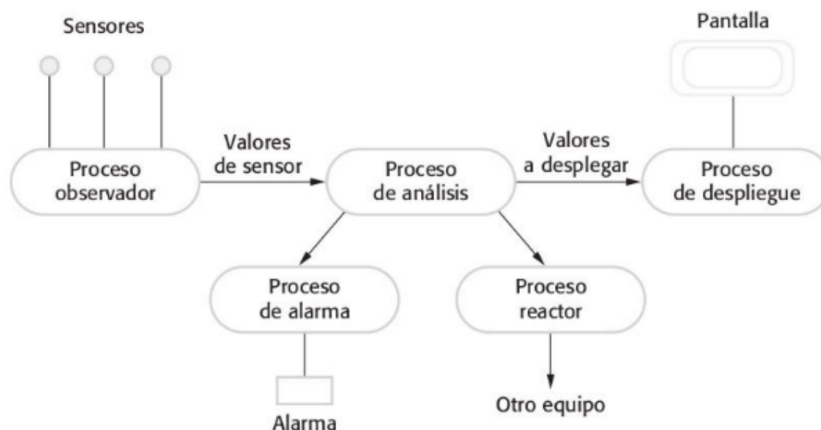 Sensores
Pantalla
Valores
de sensor
Valores
a desplegar
Proceso
observador
Proceso
de análisis
Proceso
de despliegue
Proceso
de alarma
Proceso
reactor
Alarma
Otro equipo